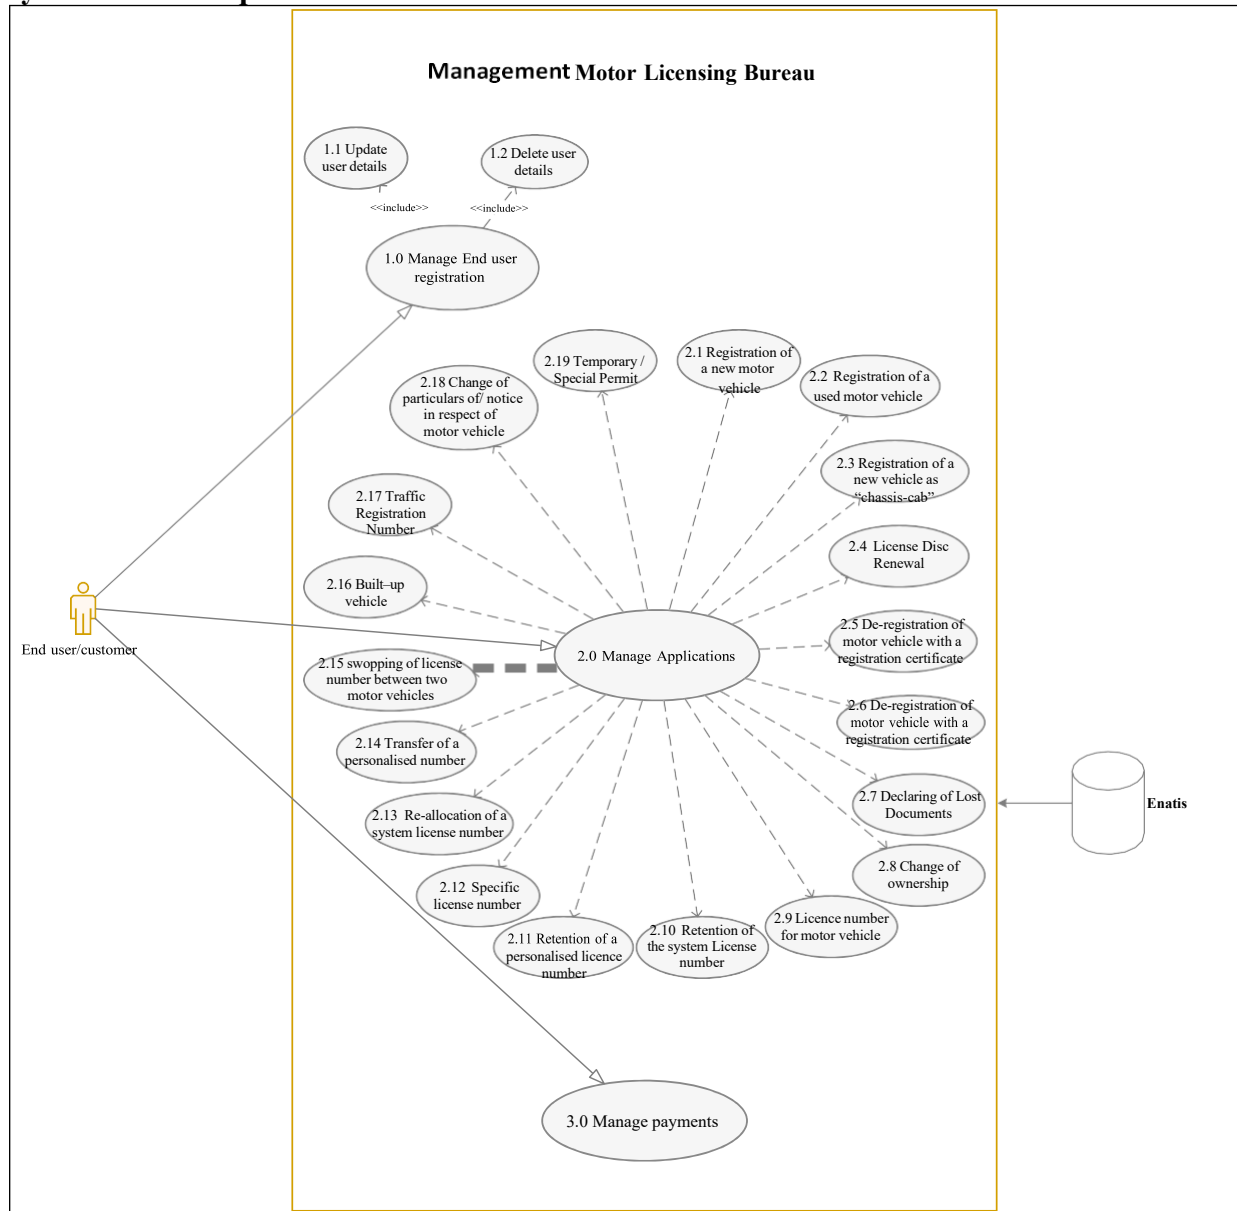 Management Motor Licensing Bureau
1.1 Update
user details
1.2 Delete user
details
<<include>>
<<include>>
1.0 Manage End user
registration
2.19 Temporary /
Special Permit
2.1 Registration of
a new motor
vehicle
2.2 Registration of a
used motor vehicle
2.18 Change of
particulars of/ notice
in respect of
motor vehicle
2.3 Registration of a
new vehicle as
“chassis-cab”
2.17 Traffic
Registration
Number
2.4 License Disc
Renewal
2.16 Built–up
vehicle
End user/customer
2.0 Manage Applications
2.5 De-registration of
motor vehicle with a
registration certificate
2.15 swopping of license
number between two
motor vehicles
2.6 De-registration of
motor vehicle with a
registration certificate
2.14 Transfer of a
personalised number
2.7 Declaring of Lost
Documents
Enatis
2.13 Re-allocation of a
system license number
2.8 Change of
ownership
2.12 Specific
license number
2.9 Licence number
for motor vehicle
2.11 Retention of a
personalised licence
number
2.10 Retention of
the system License
number
3.0 Manage payments